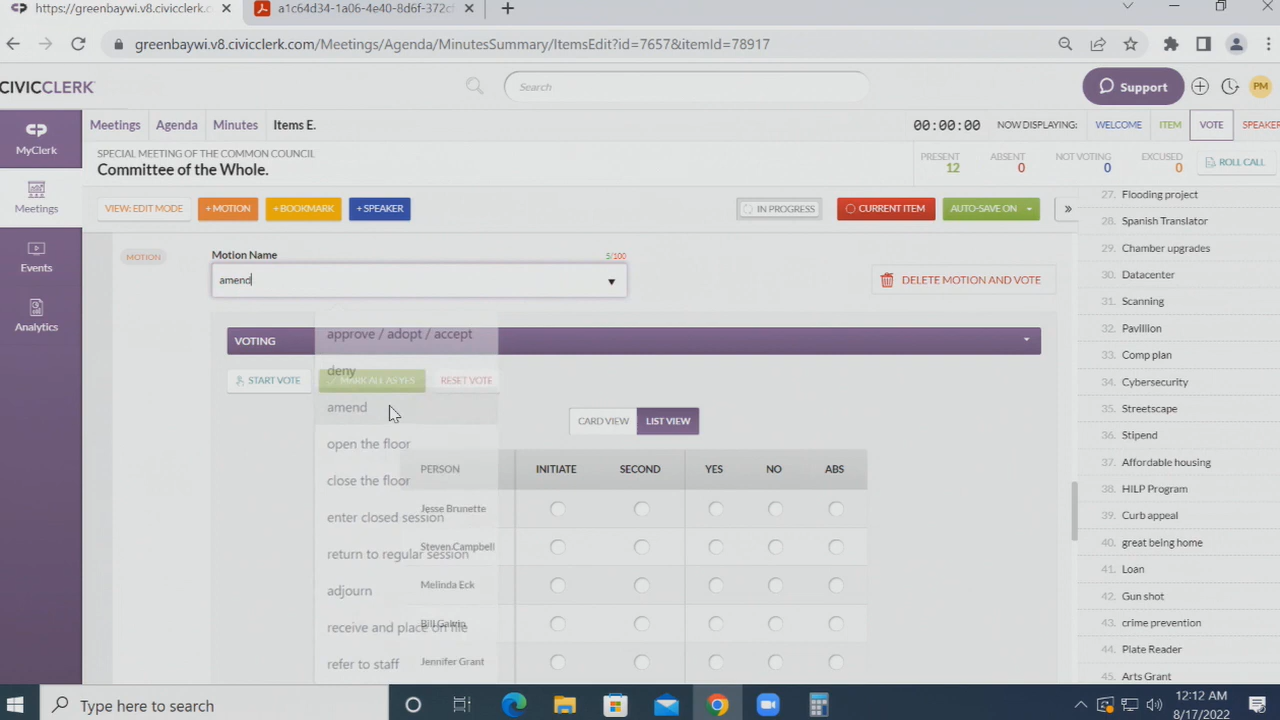 https://greenbaywi.v8.civicclerk.c
a1c64d34-1a06-4e40-8d6f-372cf
greenbaywi.v8.civicclerk.com/Meetings/Agenda/MinutesSummary/ItemsEdit?id=7657&itemId=78917
CIVICCLERK
Search
Support
PM
MyClerk
Meetings
Events
Analytics
Meetings Agenda Minutes Items E.
00:00:00 NOW DISPLAYING: WELCOME ITEM VOTE SPEAKER
SPECIAL MEETING OF THE COMMON COUNCIL
Committee of the Whole.
PRESENT 12
ABSENT 0
NOT VOTING 0
EXCUSED 0
ROLL CALL
VIEW: EDIT MODE
+ MOTION
+ BOOKMARK
+ SPEAKER
IN PROGRESS
CURRENT ITEM
AUTO-SAVE ON
»
MOTION
Motion Name
5/100
amend
DELETE MOTION AND VOTE
VOTING
START VOTE
MARK ALL AS YES
RESET VOTE
approve / adopt / accept
deny
amend
open the floor
close the floor
enter closed session
return to regular session
adjourn
receive and place on file
refer to staff
CARD VIEW
LIST VIEW
PERSON INITIATE SECOND YES NO ABS
Jesse Brunette
Steven Campbell
Melinda Eck
Bill Galvin
Jennifer Grant
27. Flooding project
28. Spanish Translator
29. Chamber upgrades
30. Datacenter
31. Scanning
32. Pavillion
33. Comp plan
34. Cybersecurity
35. Streetscape
36. Stipend
37. Affordable housing
38. HILP Program
39. Curb appeal
40. great being home
41. Loan
42. Gun shot
43. crime prevention
44. Plate Reader
45. Arts Grant
Type here to search
12:12 AM
8/17/2022